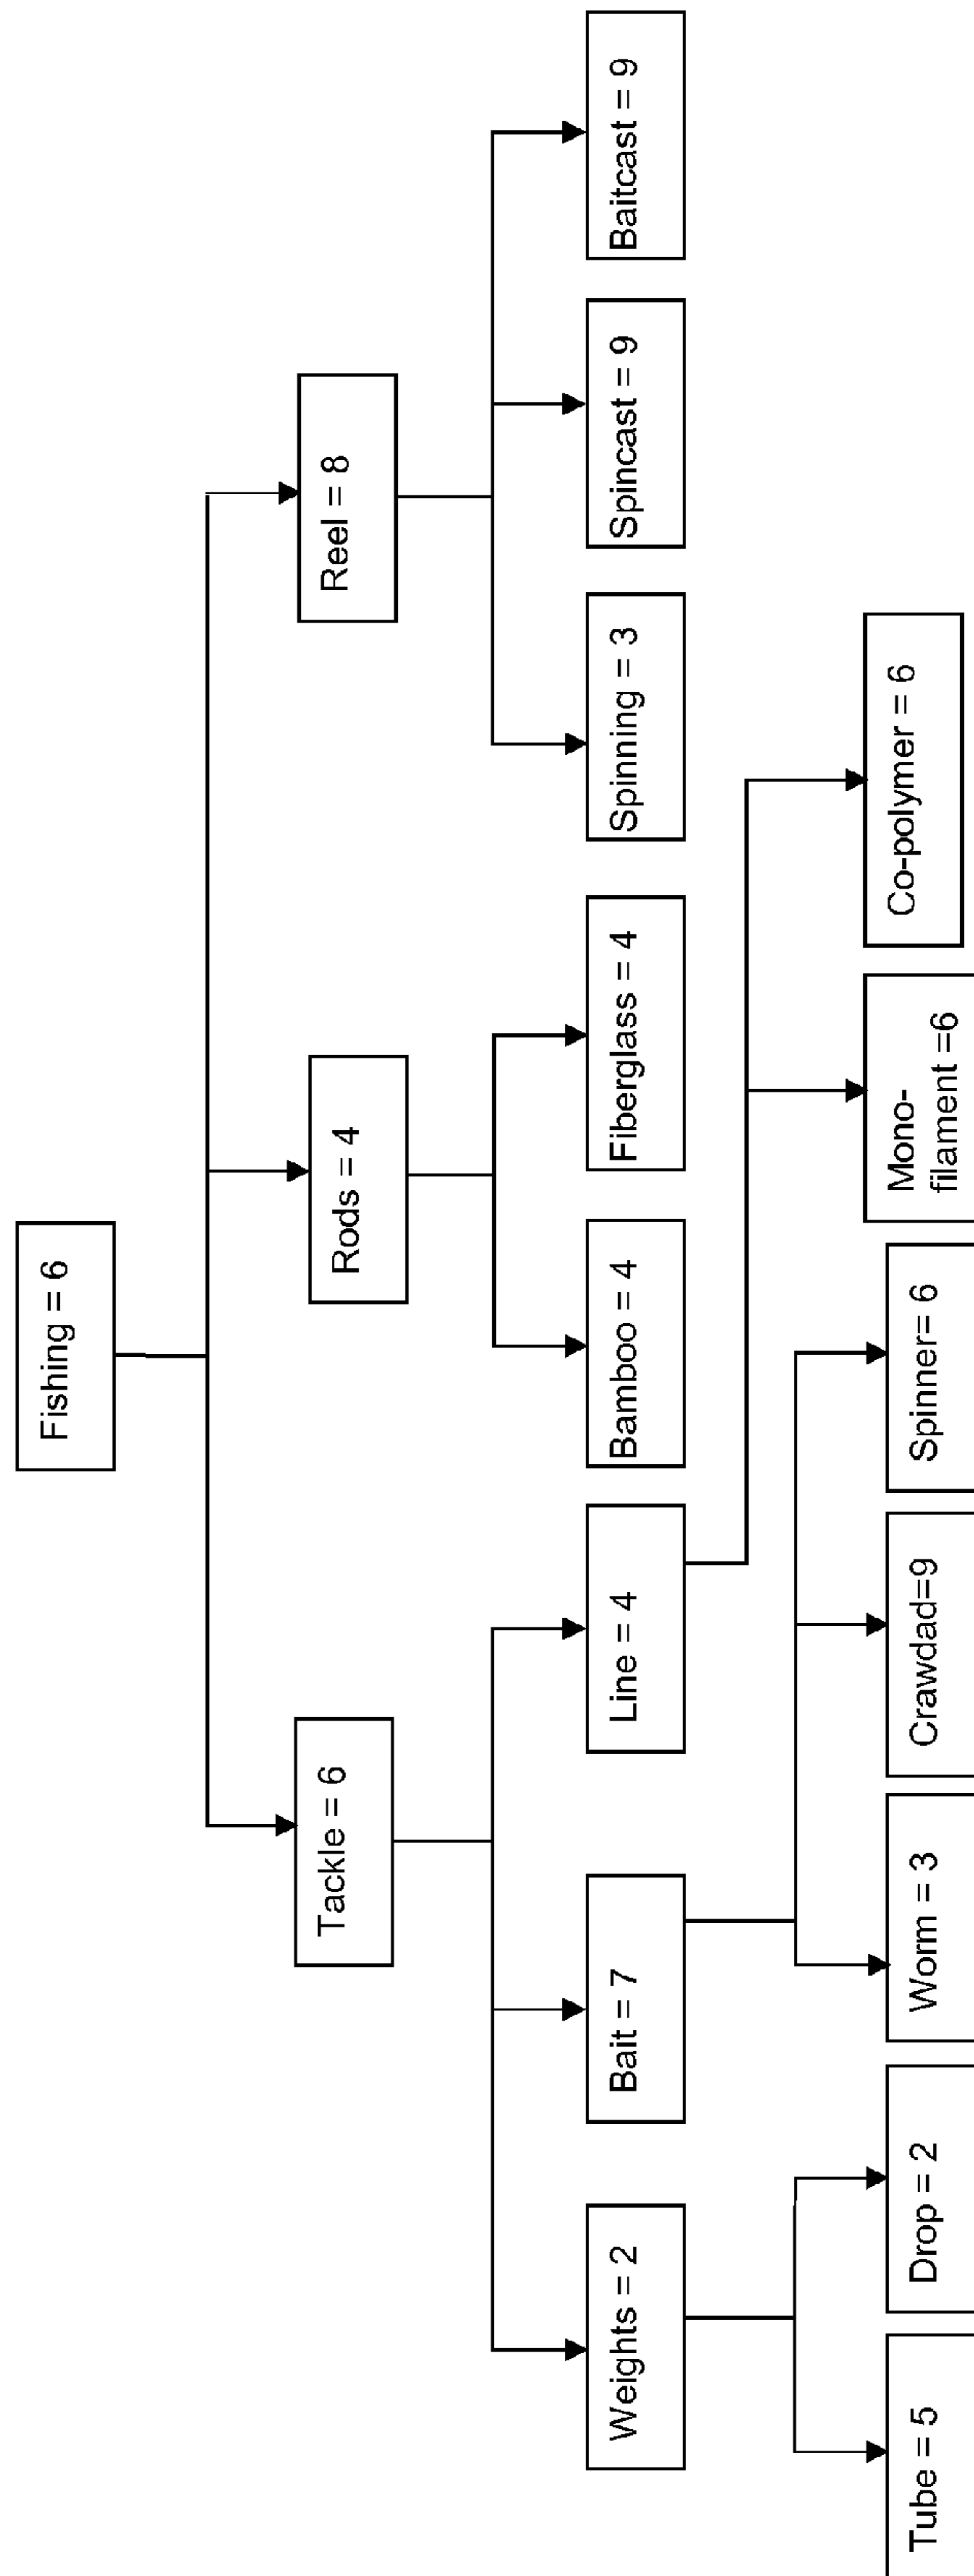 Fishing = 6
Tackle = 6
Rods = 4
Reel = 8
Weights = 2
Bait = 7
Line = 4
Bamboo = 4
Fiberglass = 4
Spinning = 3
Spincast = 9
Baitcast = 9
Tube = 5
Drop = 2
Worm = 3
Crawdad=9
Spinner= 6
Mono-
filament =6
Co-polymer = 6